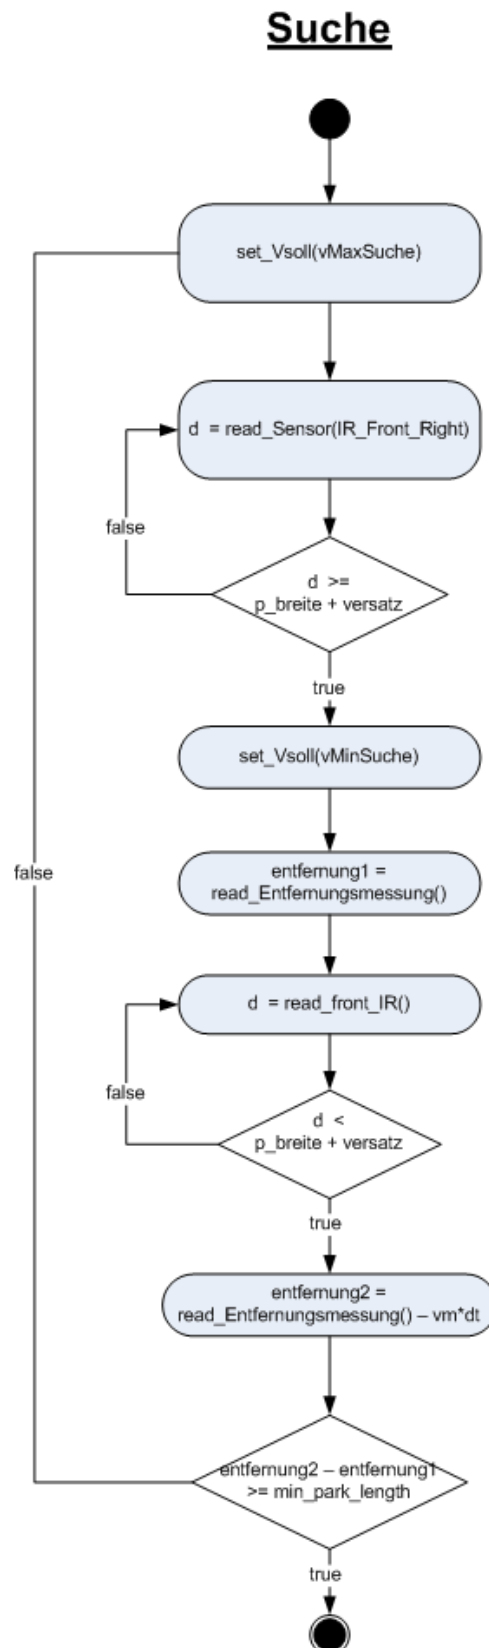 Suche
set_Vsoll(vMaxSuche)
d = read_Sensor(IR_Front_Right)
false
d >=
p_breite + versatz
true
set_Vsoll(vMinSuche)
false
entfernung1 =
read_Entfernungsmessung()
d = read_front_IR()
false
d <
p_breite + versatz
true
entfernung2 =
read_Entfernungsmessung() – vm*dt
entfernung2 – entfernung1
>= min_park_length
true